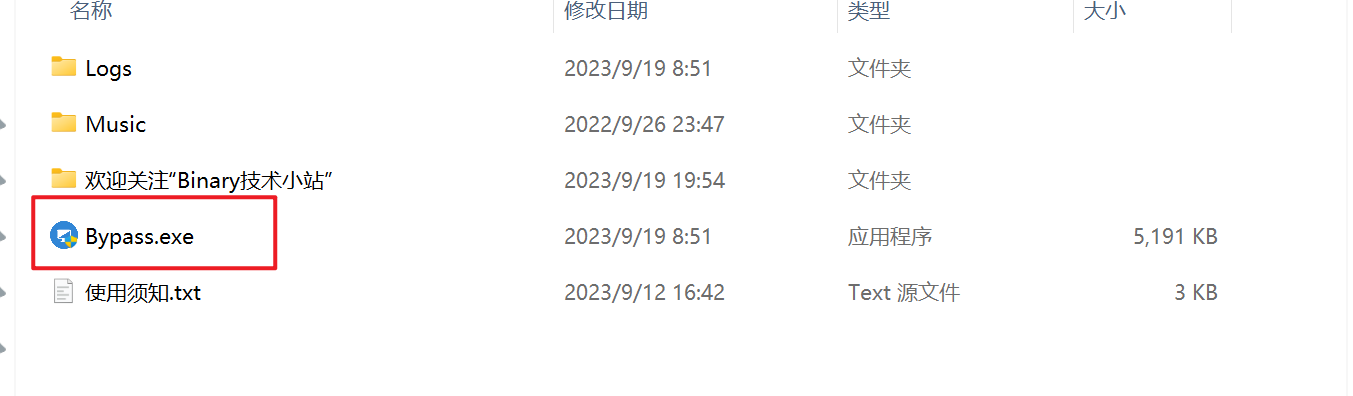 名称 修改日期 类型 大小
Logs 2023/9/19 8:51 文件夹
Music 2022/9/26 23:47 文件夹
欢迎关注“Binary技术小站” 2023/9/19 19:54 文件夹
Bypass.exe 2023/9/19 8:51 应用程序 5,191 KB
使用须知.txt 2023/9/12 16:42 Text 源文件 3 KB